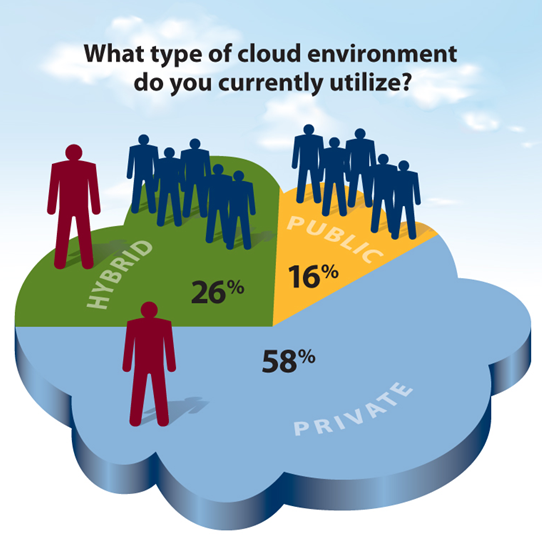 What type of cloud environment
do you currently utilize?
HYBRID
26%
PUBLIC
16%
58%
PRIVATE